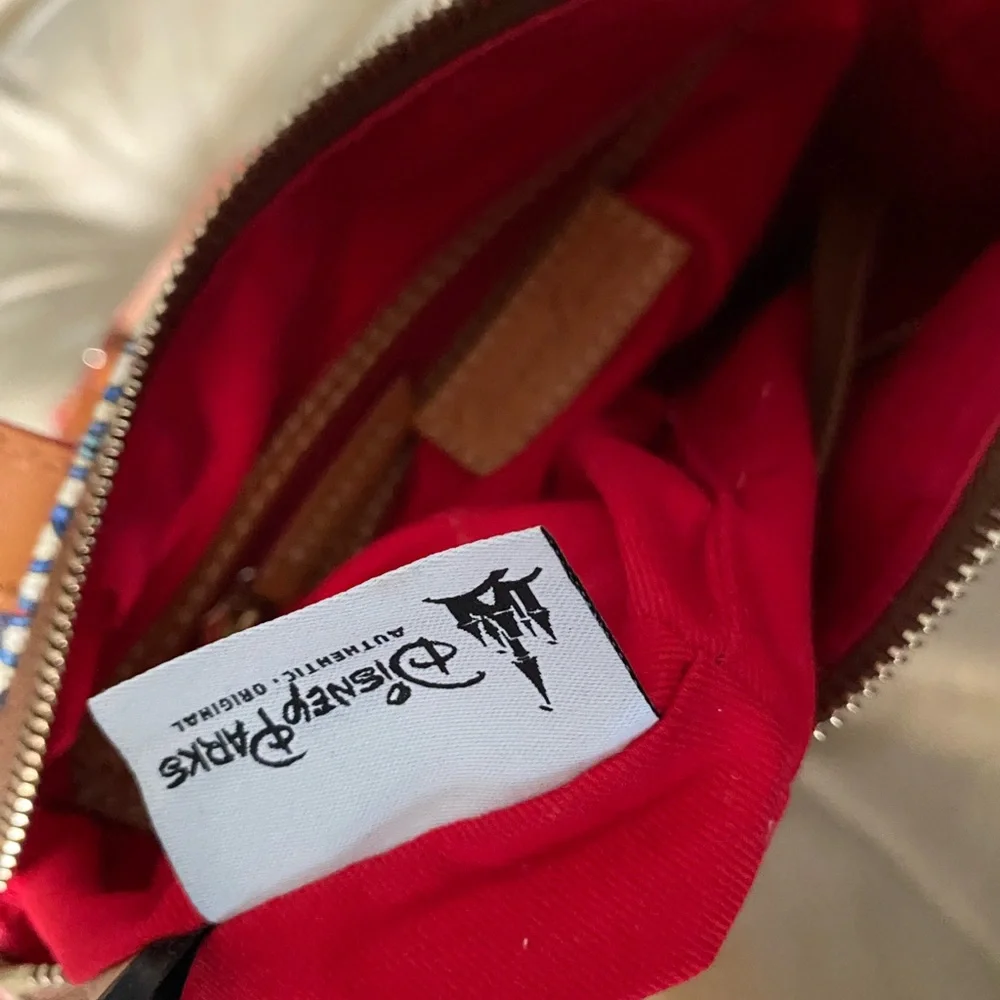 Disney Parks
AUTHENTIC · ORIGINAL